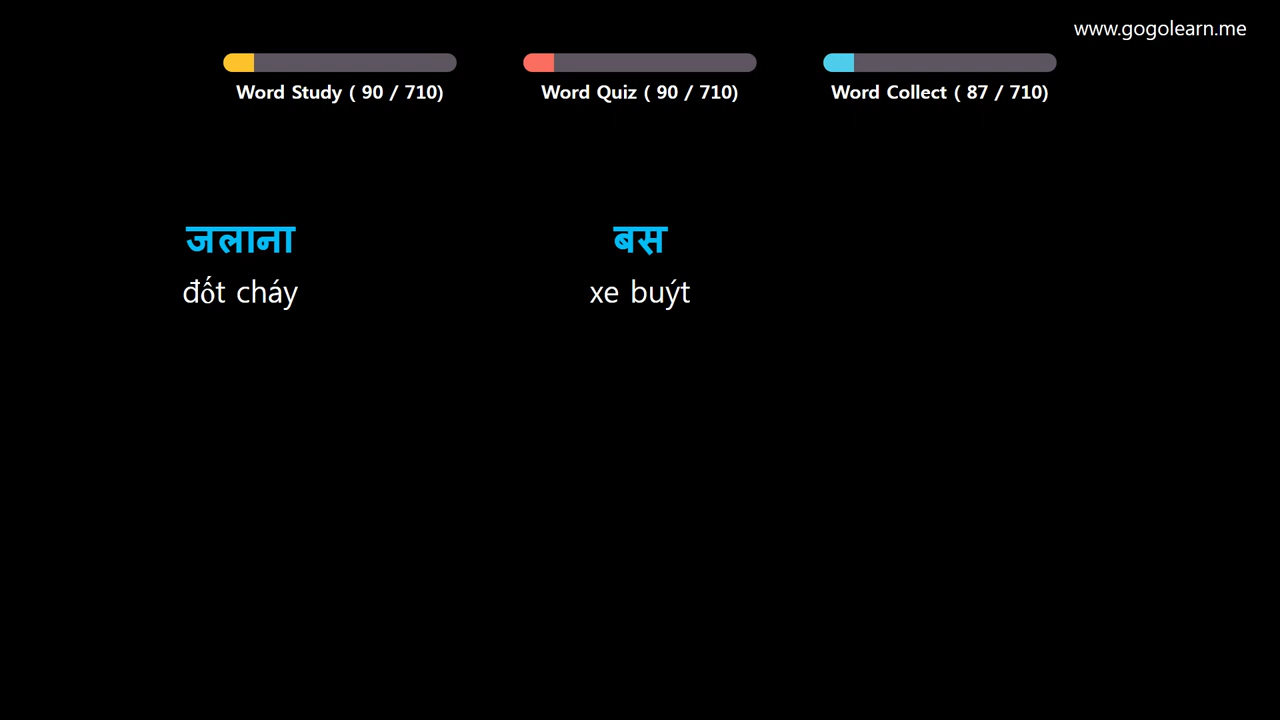 www.gogolearn.me
Word Study ( 90 / 710)
Word Quiz ( 90 / 710)
Word Collect ( 87 / 710)
जलाना
đốt cháy
बस
xe buýt